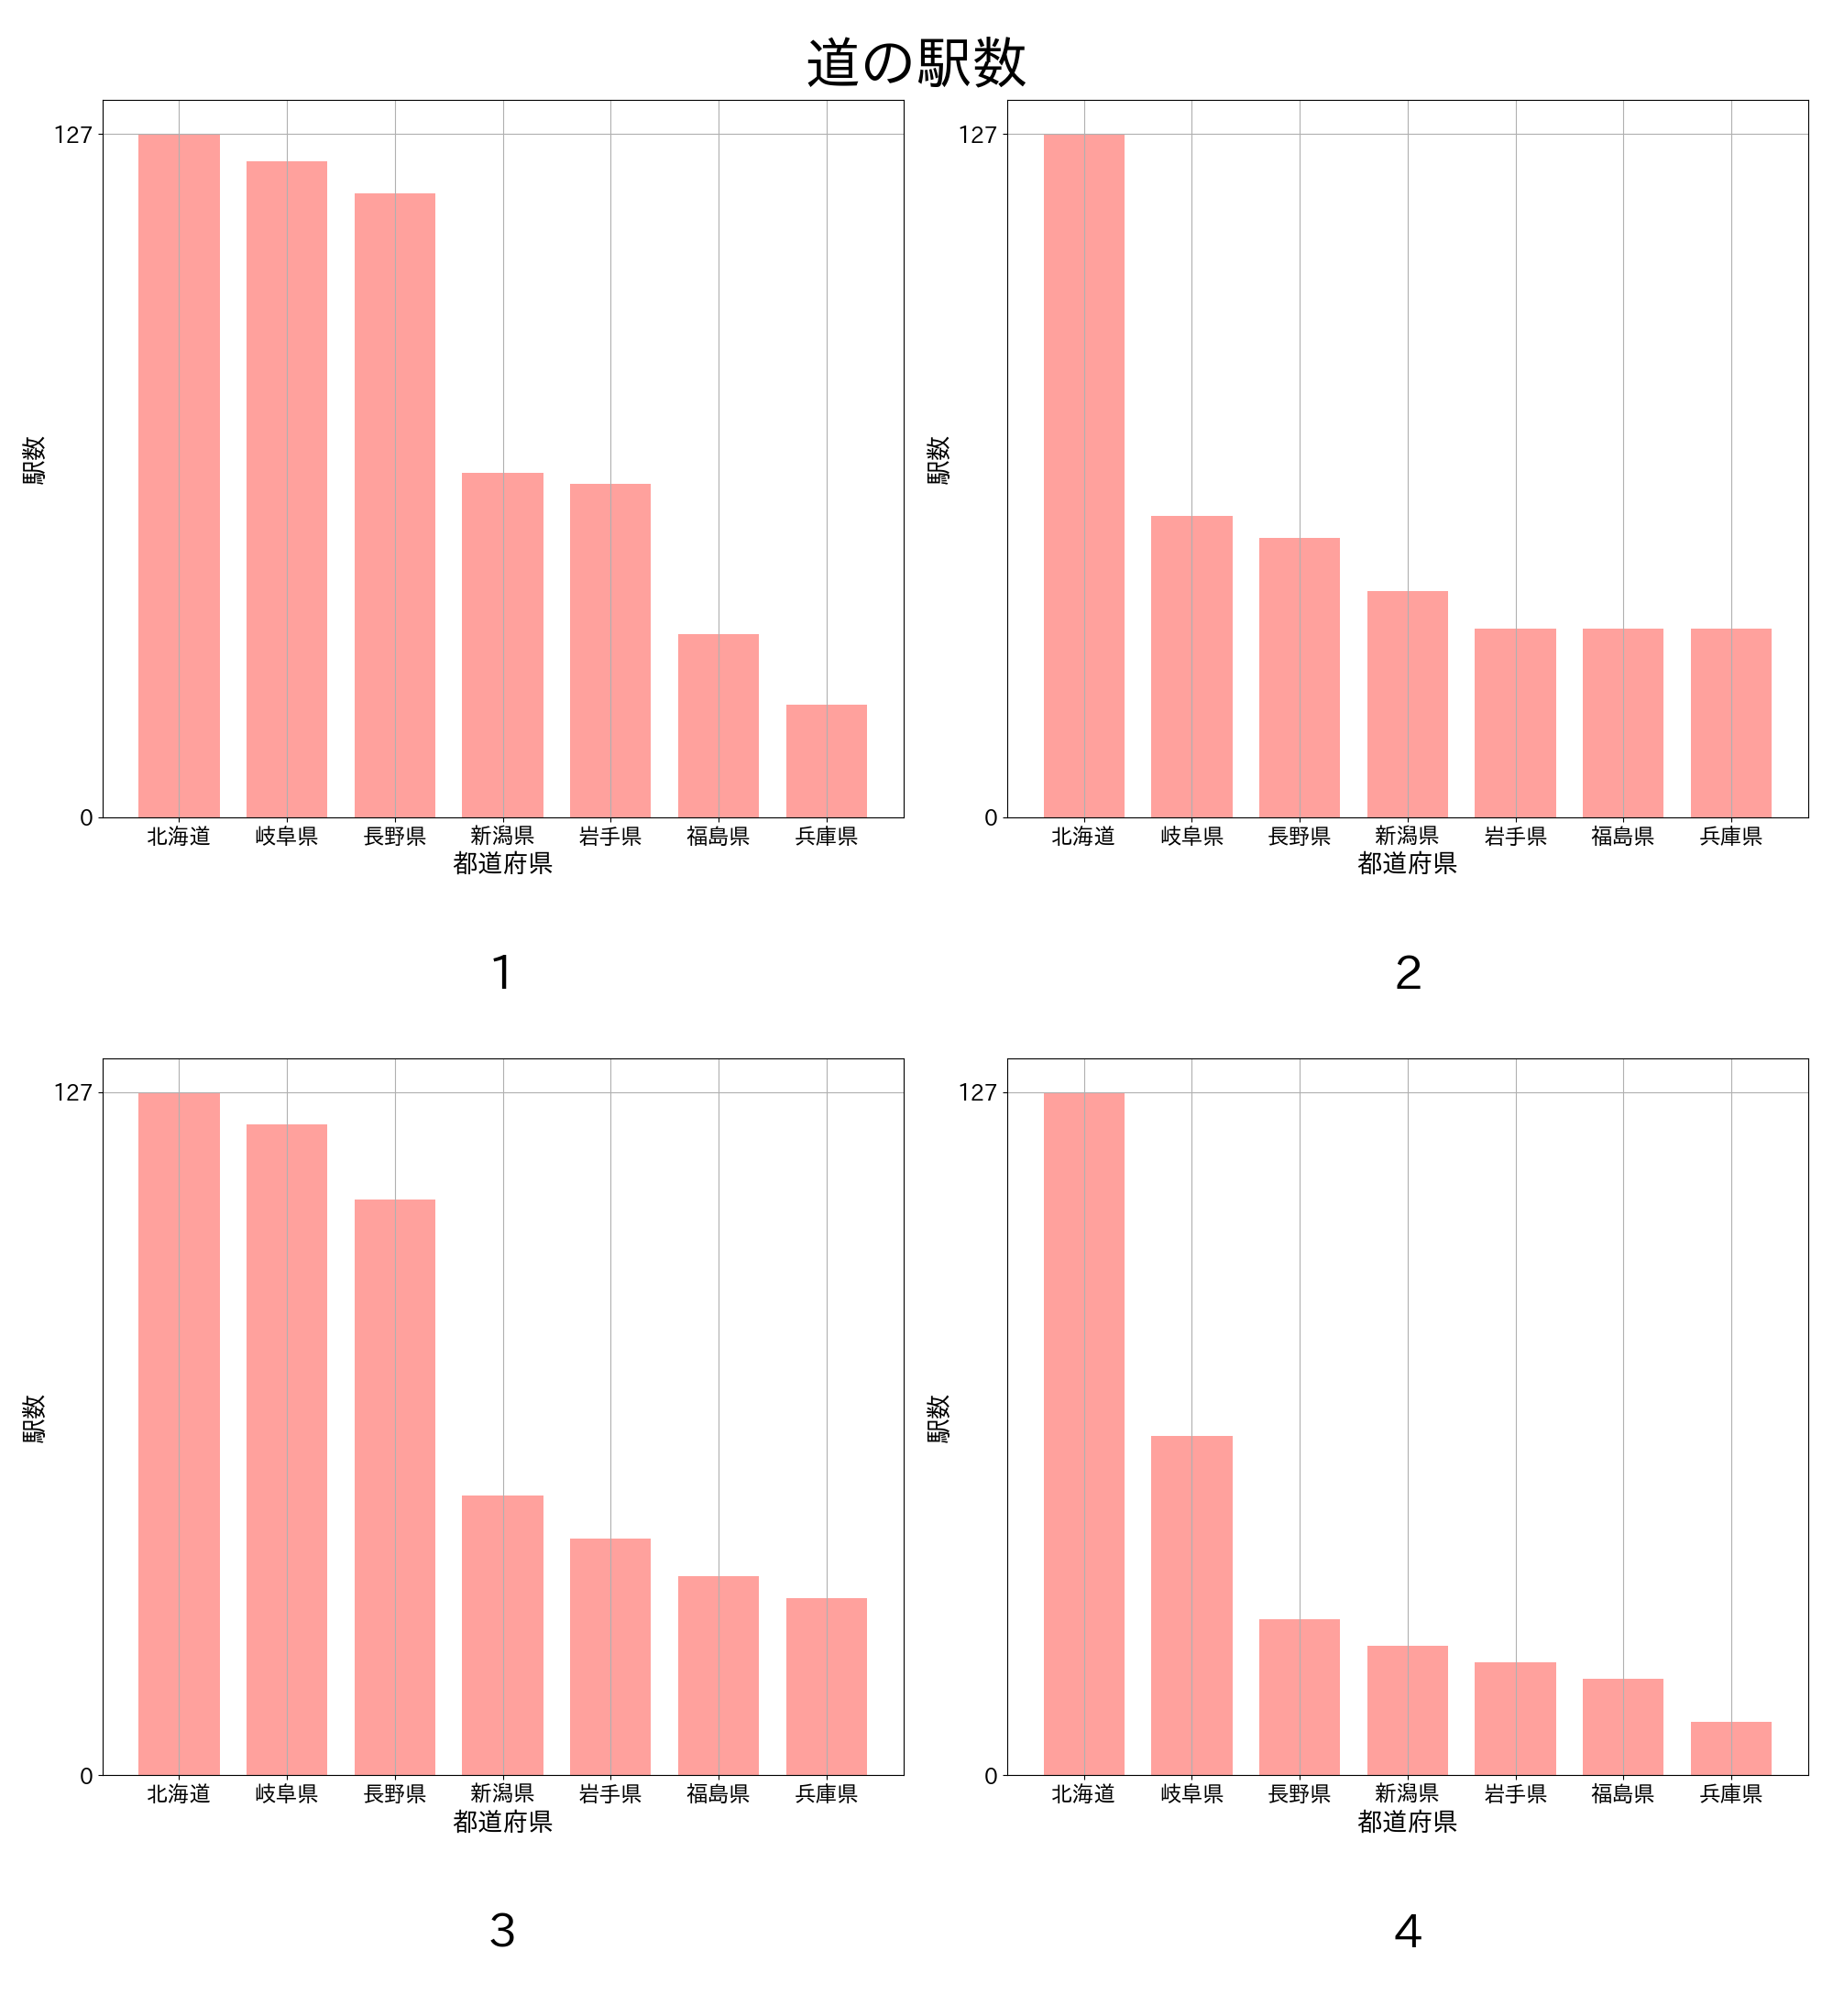 道の駅数
127
0
駅数
北海道 岐阜県 長野県 新潟県 岩手県 福島県 兵庫県
都道府県
1
127
0
駅数
北海道 岐阜県 長野県 新潟県 岩手県 福島県 兵庫県
都道府県
2
127
0
駅数
北海道 岐阜県 長野県 新潟県 岩手県 福島県 兵庫県
都道府県
3
127
0
駅数
北海道 岐阜県 長野県 新潟県 岩手県 福島県 兵庫県
都道府県
4